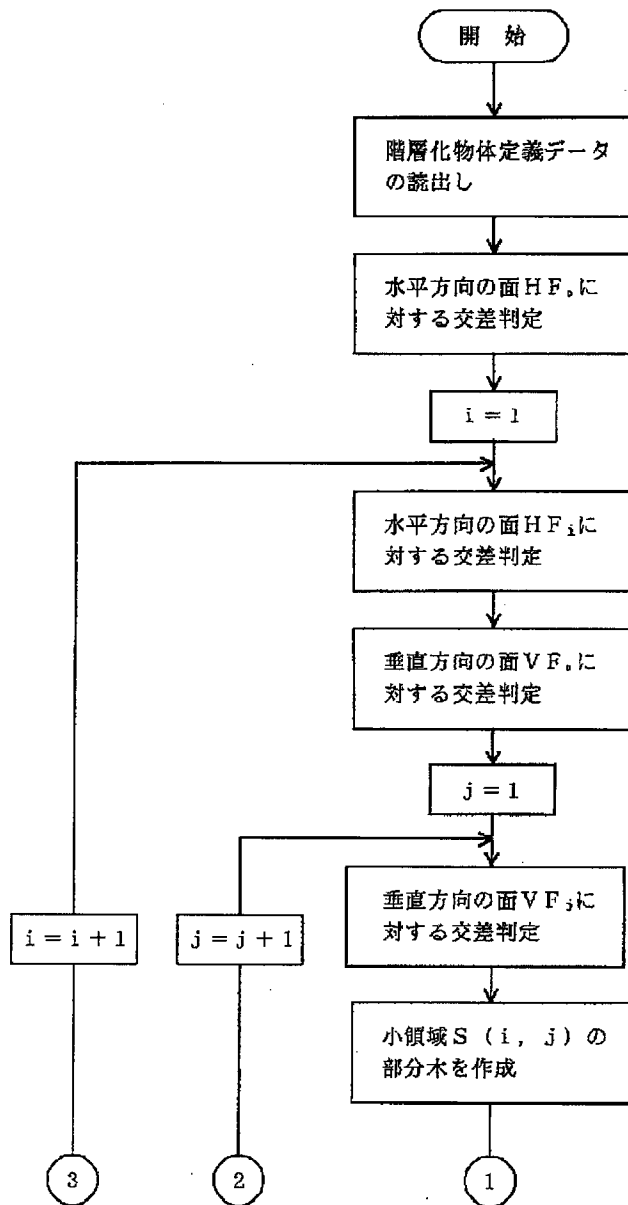 開 始
階層化物体定義データ
の読出し
水平方向の面HF₀に
対する交差判定
i=1
水平方向の面HFᵢに
対する交差判定
垂直方向の面VF₀に
対する交差判定
j=1
垂直方向の面VFⱼに
対する交差判定
i=i+1
j=j+1
小領域S(i, j)の
部分木を作成
3
2
1